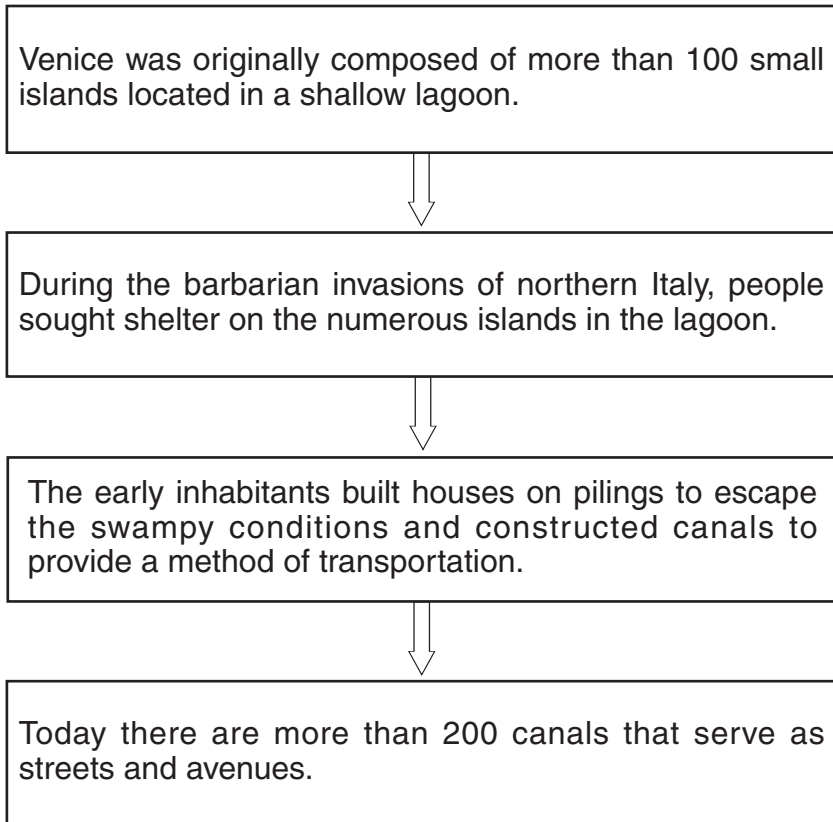 Venice was originally composed of more than 100 small
islands located in a shallow lagoon.
During the barbarian invasions of northern Italy, people
sought shelter on the numerous islands in the lagoon.
The early inhabitants built houses on pilings to escape
the swampy conditions and constructed canals to
provide a method of transportation.
Today there are more than 200 canals that serve as
streets and avenues.